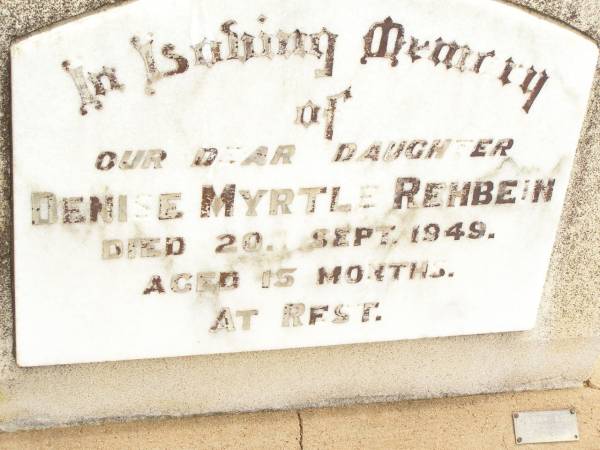 In Loving Memory
of
OUR DEAR DAUGHTER
DENISE MYRTLE REHBEIN
DIED 20. SEPT. 1949.
AGED 15 MONTHS.
AT REST.